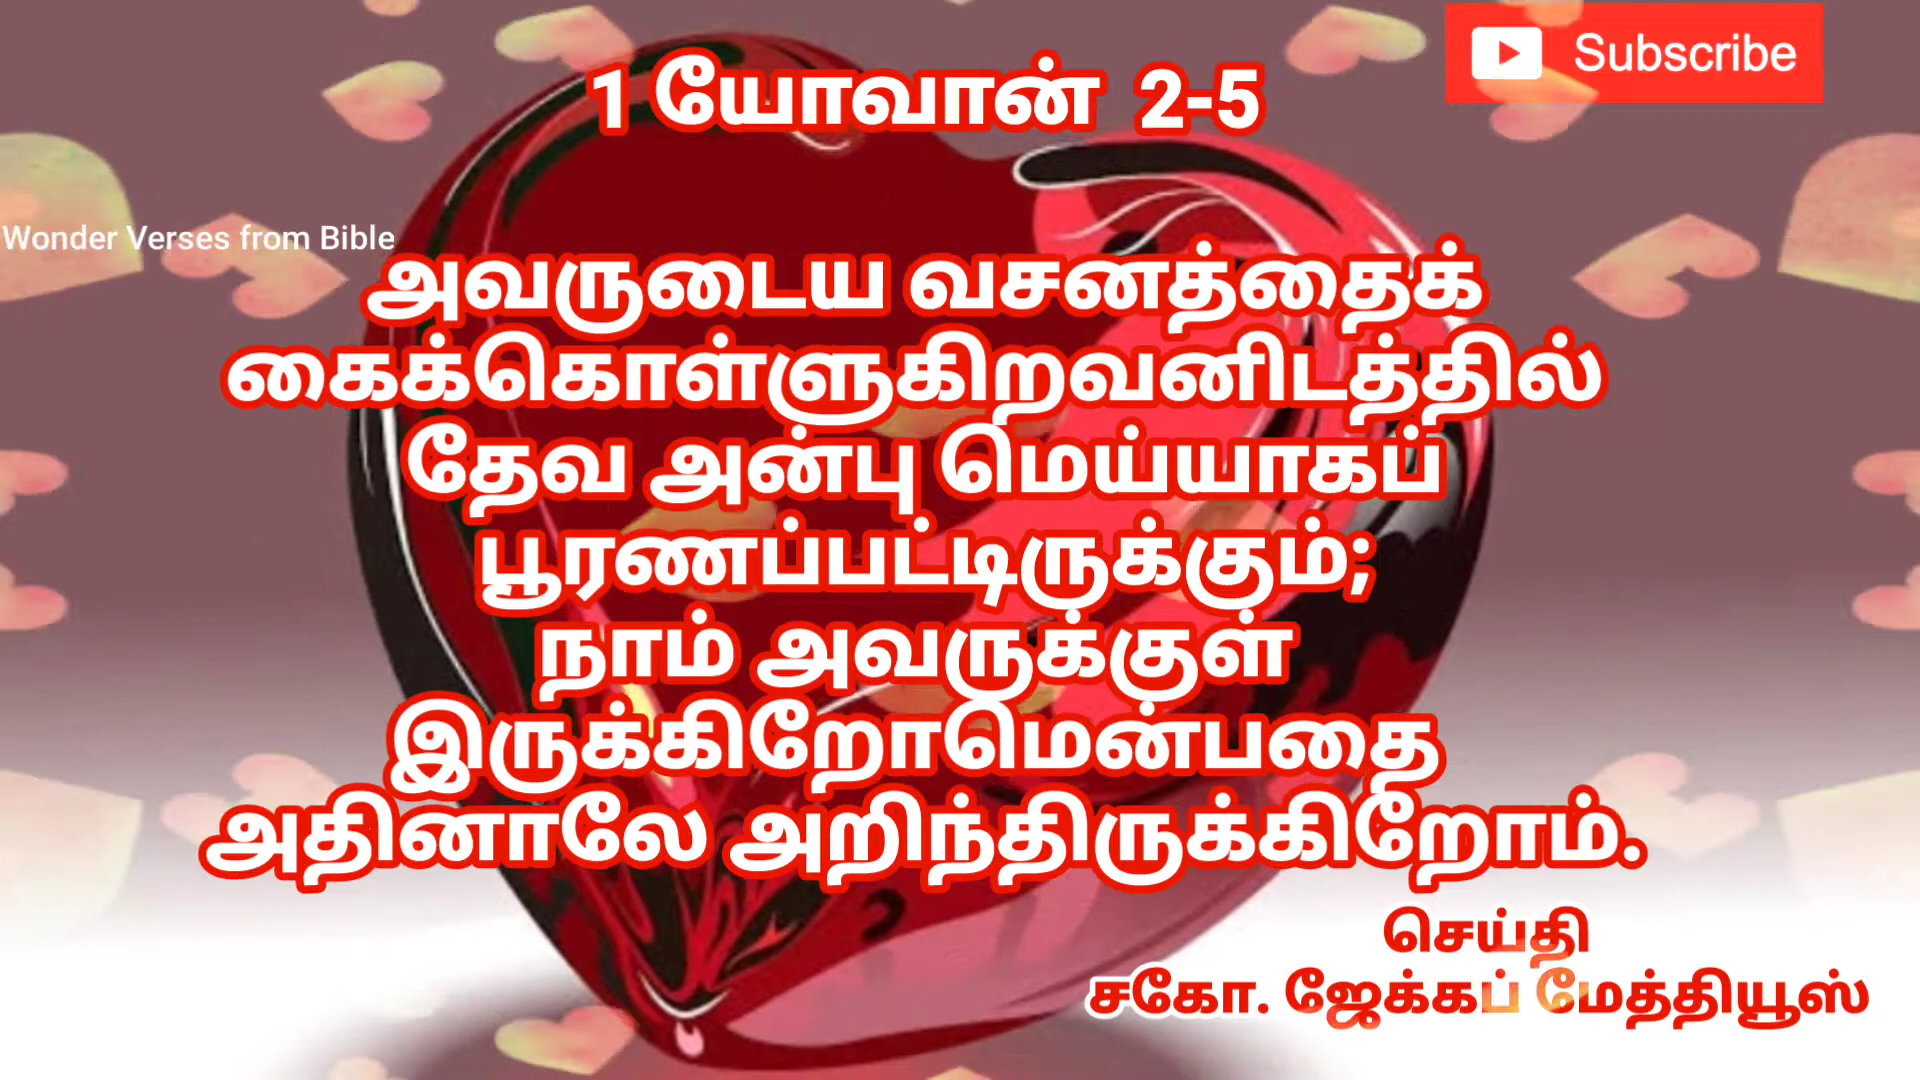 Subscribe
1 யோவான் 2-5
Wonder Verses from Bible
அவருடைய வசனத்தைக்
கைக்கொள்ளுகிறவனிடத்தில்
தேவ அன்பு மெய்யாகப்
பூரணப்பட்டிருக்கும்;
நாம் அவருக்குள்
இருக்கிறோமென்பதை
அதினாலே அறிந்திருக்கிறோம்.
செய்தி
சகோ. ஜேக்கப் மேத்தியூஸ்